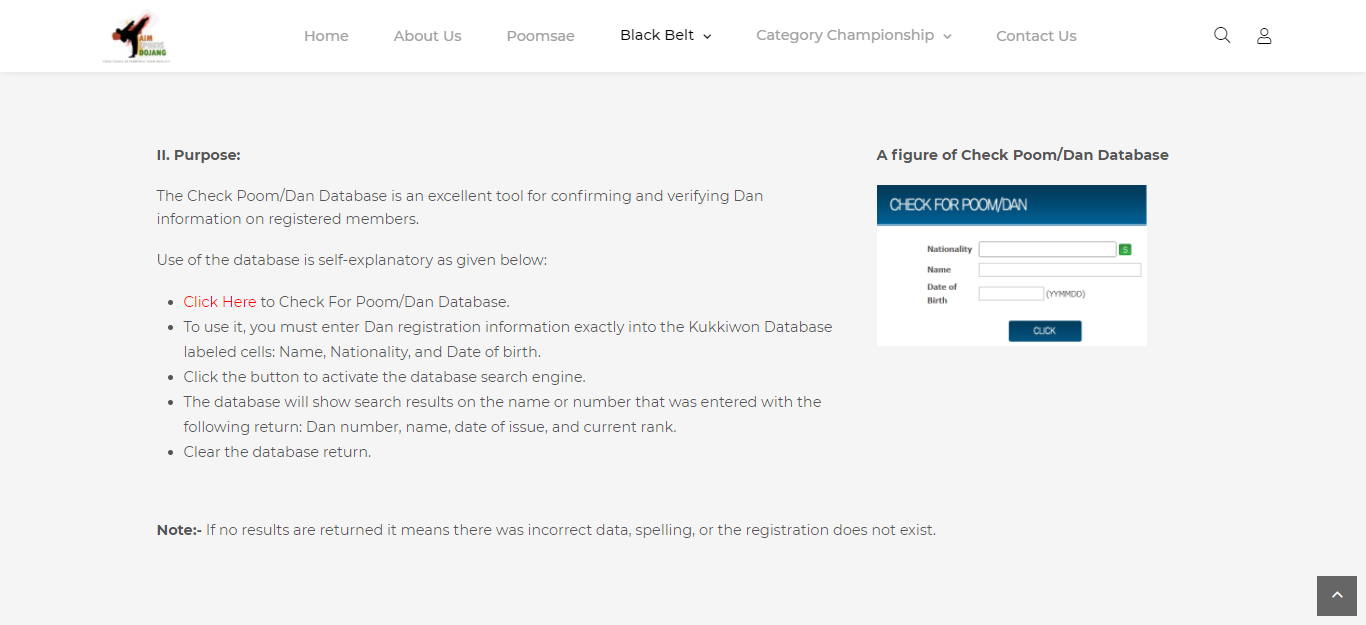 AIM
SPORTS
DOJANG
Home
About Us
Poomsae
Black Belt
Category Championship
Contact Us
II. Purpose:
The Check Poom/Dan Database is an excellent tool for confirming and verifying Dan
information on registered members.
Use of the database is self-explanatory as given below:
Click Here to Check For Poom/Dan Database.
To use it, you must enter Dan registration information exactly into the Kukkiwon Database
labeled cells: Name, Nationality, and Date of birth.
Click the button to activate the database search engine.
The database will show search results on the name or number that was entered with the
following return: Dan number, name, date of issue, and current rank.
Clear the database return.
Note:- If no results are returned it means there was incorrect data, spelling, or the registration does not exist.
A figure of Check Poom/Dan Database
CHECK FOR POOM/DAN
Nationality
S
Name
Date of
Birth
(YYMMDD)
CLICK